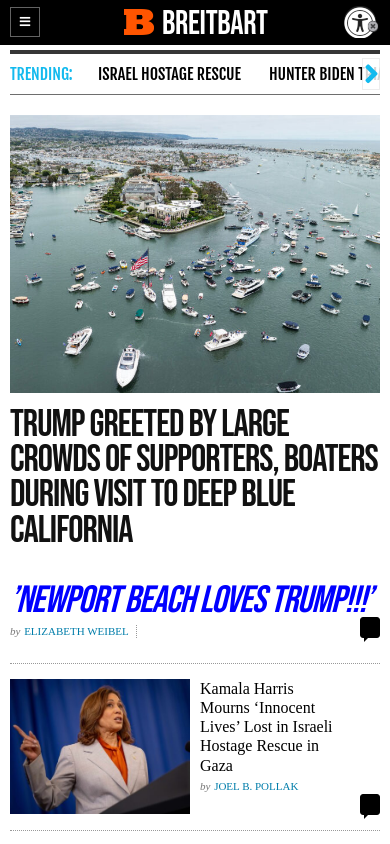 BREITBART
TRENDING:
ISRAEL HOSTAGE RESCUE
HUNTER BIDEN
TRUMP GREETED BY LARGE
CROWDS OF SUPPORTERS, BOATERS
DURING VISIT TO DEEP BLUE
CALIFORNIA
’NEWPORT BEACH LOVES TRUMP!!!’
by ELIZABETH WEIBEL
Kamala Harris
Mourns ‘Innocent
Lives’ Lost in Israeli
Hostage Rescue in
Gaza
by JOEL B. POLLAK